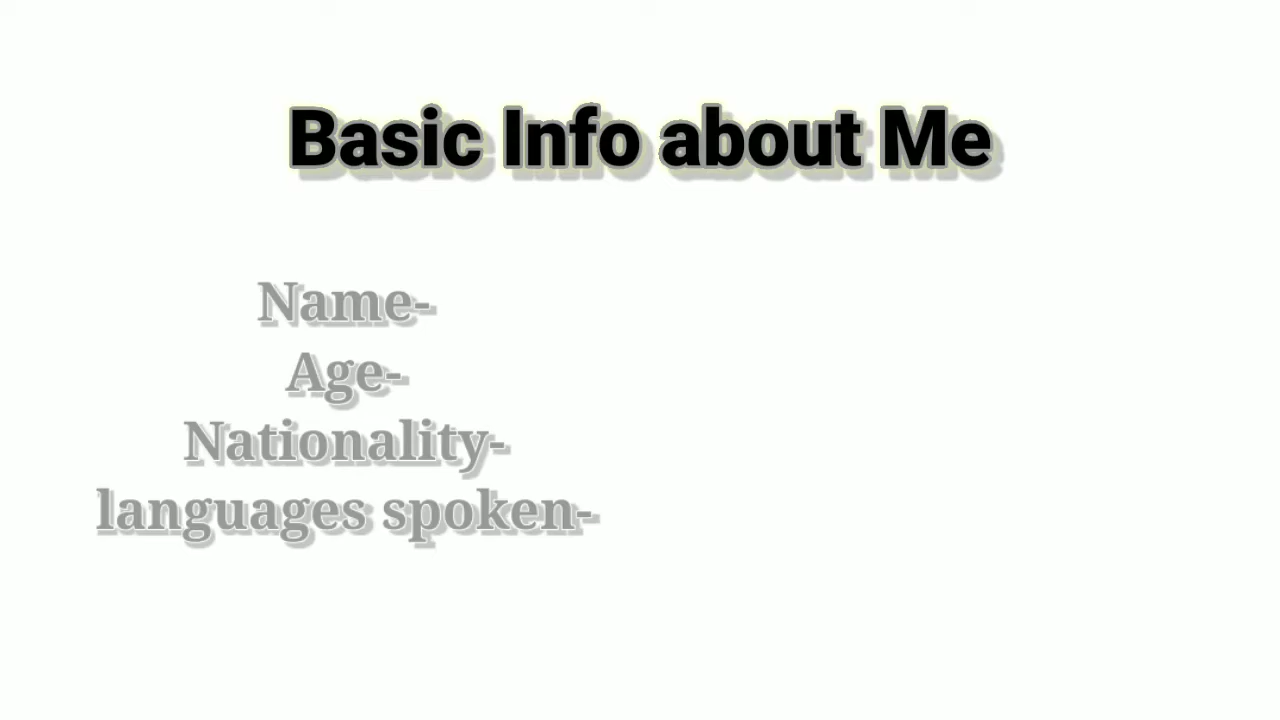 Basic Info about Me
Name-
Age-
Nationality-
languages spoken-